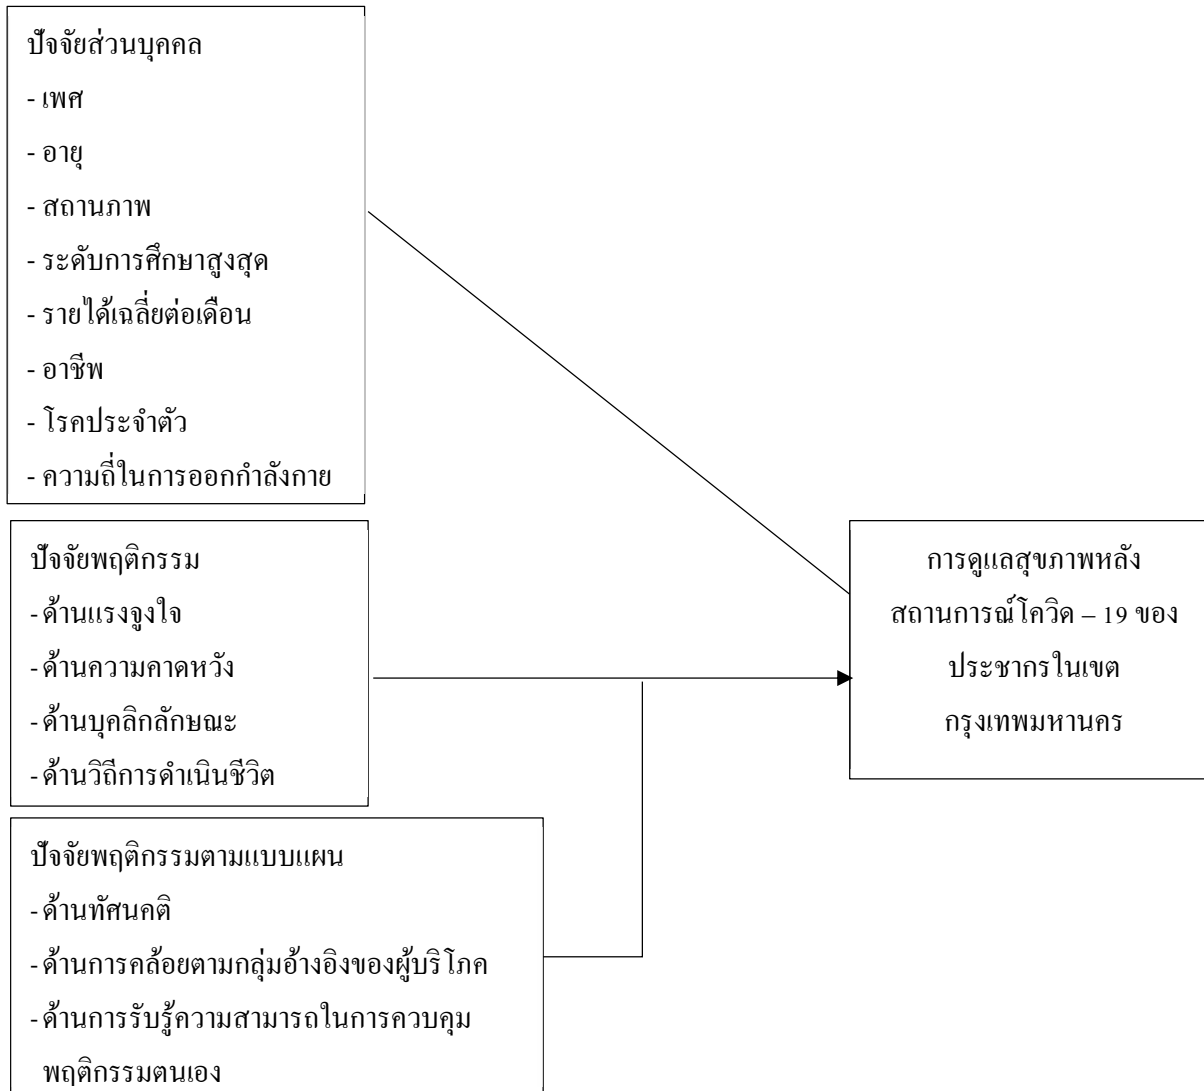 ปัจจัยส่วนบุคคล
- เพศ
- อายุ
- สถานภาพ
- ระดับการศึกษาสูงสุด
- รายได้เฉลี่ยต่อเดือน
- อาชีพ
- โรคประจำตัว
- ความถี่ในการออกกำลังกาย
ปัจจัยพฤติกรรม
- ด้านแรงจูงใจ
- ด้านความคาดหวัง
- ด้านบุคลิกลักษณะ
- ด้านวิถีการดำเนินชีวิต
ปัจจัยพฤติกรรมตามแบบแผน
- ด้านทัศนคติ
- ด้านการคล้อยตามกลุ่มอ้างอิงของผู้บริโภค
- ด้านการรับรู้ความสามารถในการควบคุม
พฤติกรรมตนเอง
การดูแลสุขภาพหลัง
สถานการณ์โควิด – 19 ของ
ประชากรในเขต
กรุงเทพมหานคร